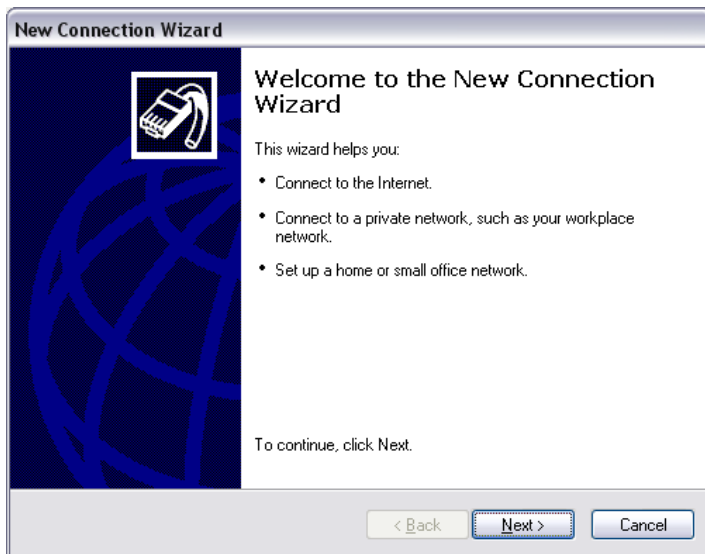 New Connection Wizard
Welcome to the New Connection
Wizard
This wizard helps you:
• Connect to the Internet.
• Connect to a private network, such as your workplace
network.
• Set up a home or small office network.
To continue, click Next.
< Back Next > Cancel